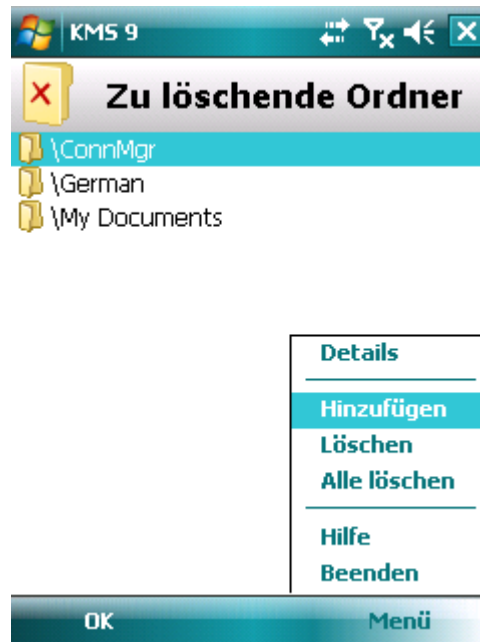 KMS 9
Zu löschende Ordner
\ConnMgr
\German
\My Documents
Details
Hinzufügen
Löschen
Alle löschen
Hilfe
Beenden
OK
Menü